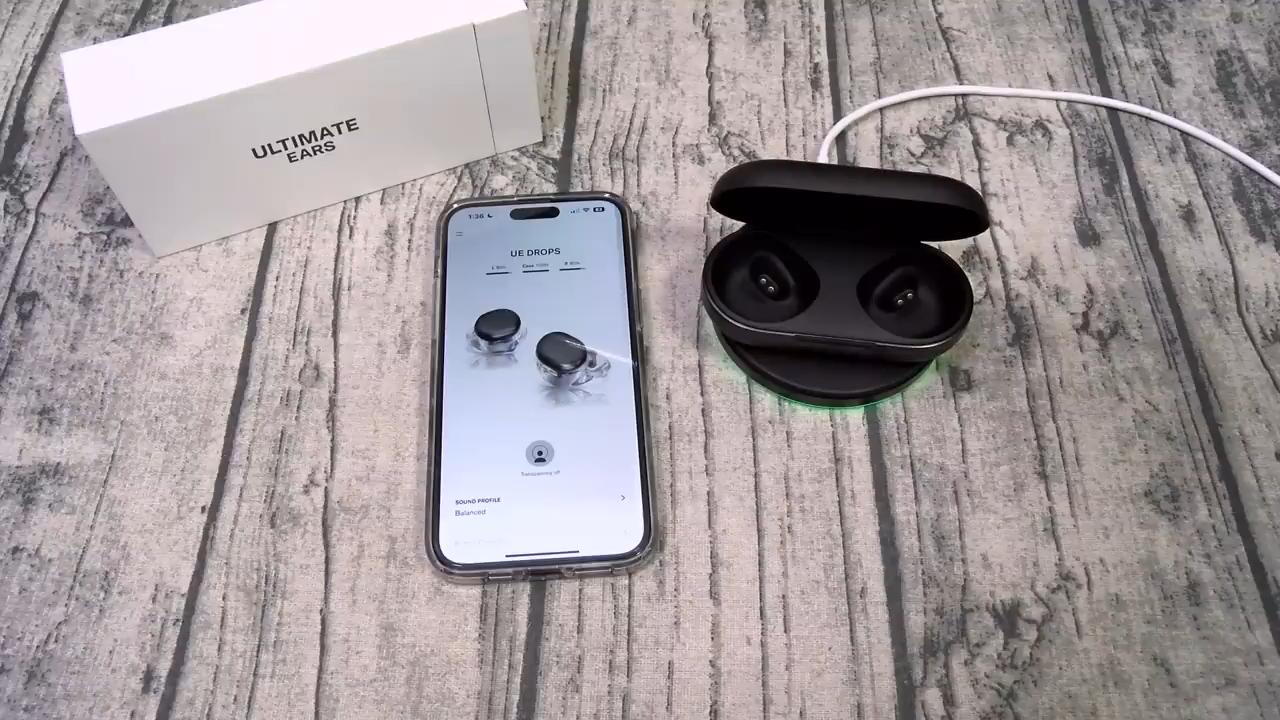 ULTIMATE
EARS
1:36
UE DROPS
Case
Transparency off
SOUND PROFILE
Balanced